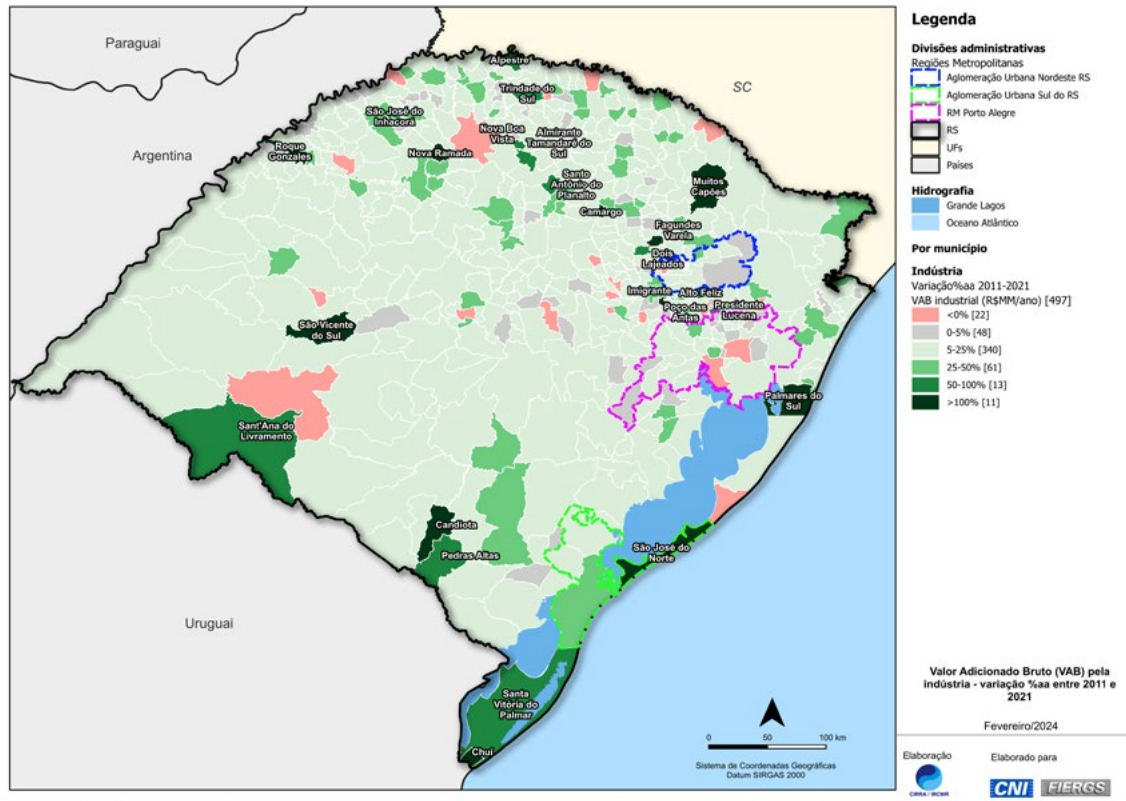 Paraguai
Argentina
Uruguai
SC
Alpestre
Trindade do
Sul
São José do
Inhacorá
Nova Boa
Vista
Almirante
Tamandaré do
Sul
Roque
Gonzales
Nova Ramada
Santo
Antônio do
Planalto
Muitos
Capões
Camargo
Fagundes
Varela
Dois
Lajeados
Imigrante
Alto Feliz
Poço das
Antas
Presidente
Lucena
São Vicente
do Sul
Palmares do
Sul
Sant'Ana do
Livramento
Candiota
Pedras Altas
São José do
Norte
Santa
Vitória do
Palmar
Chuí
0 50 100 km
Sistema de Coordenadas Geográficas
Datum SIRGAS 2000
Legenda
Divisões administrativas
Regiões Metropolitanas
Aglomeração Urbana Nordeste RS
Aglomeração Urbana Sul do RS
RM Porto Alegre
RS
UFs
Países
Hidrografia
Grande Lagos
Oceano Atlântico
Por município
Indústria
Variação%aa 2011-2021
VAB industrial (R$MM/ano) [497]
<0% [22]
0-5% [48]
5-25% [340]
25-50% [61]
50-100% [13]
>100% [11]
Valor Adicionado Bruto (VAB) pela
indústria - variação %aa entre 2011 e
2021
Fevereiro/2024
Elaboração
Elaborado para
CNI FIERGS